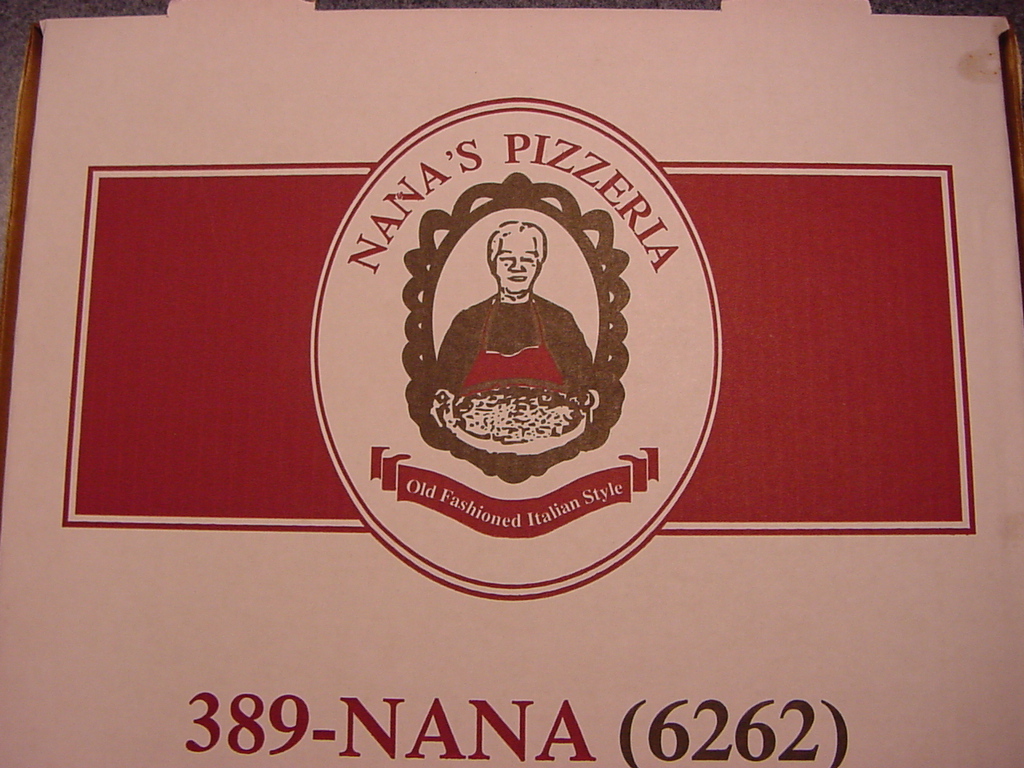 NANA'S PIZZERIA
Old Fashioned Italian Style
389-NANA (6262)